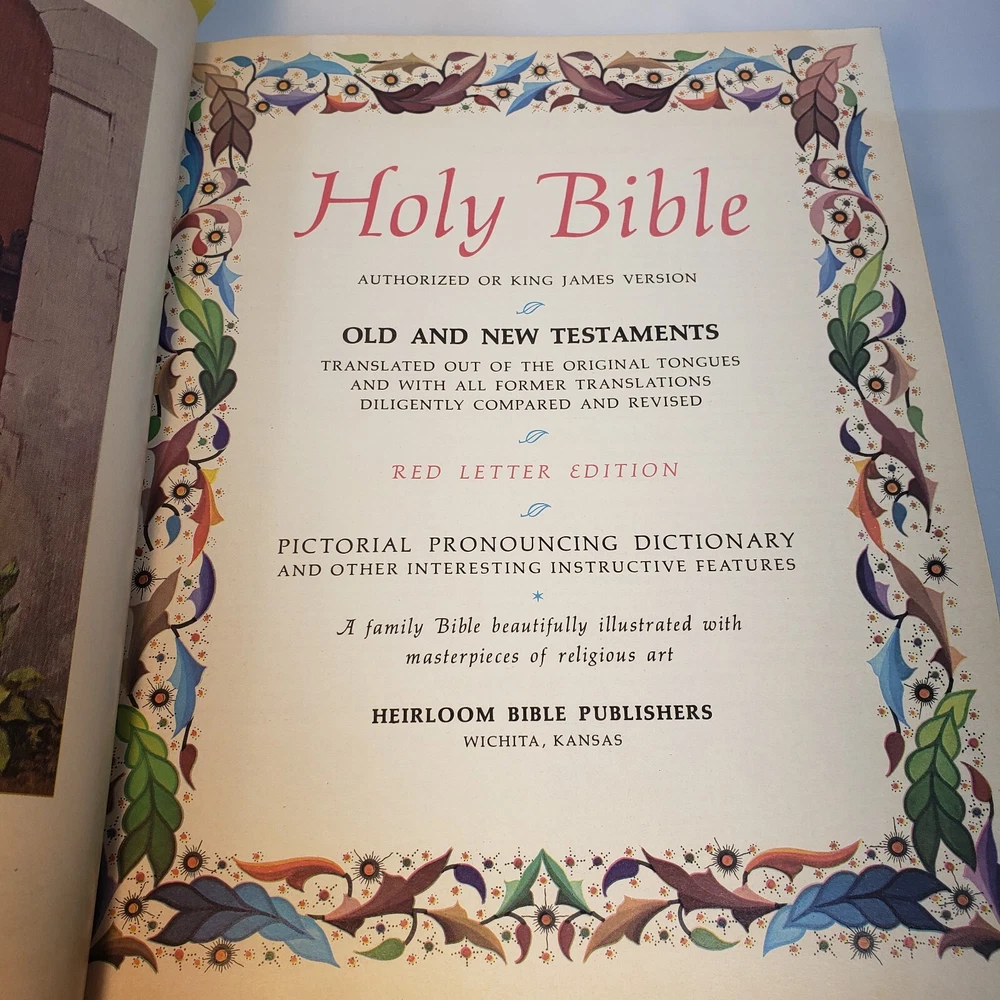 Holy Bible
AUTHORIZED OR KING JAMES VERSION
OLD AND NEW TESTAMENTS
TRANSLATED OUT OF THE ORIGINAL TONGUES
AND WITH ALL FORMER TRANSLATIONS
DILIGENTLY COMPARED AND REVISED
RED LETTER EDITION
PICTORIAL PRONOUNCING DICTIONARY
AND OTHER INTERESTING INSTRUCTIVE FEATURES
A family Bible beautifully illustrated with
masterpieces of religious art
HEIRLOOM BIBLE PUBLISHERS
WICHITA, KANSAS